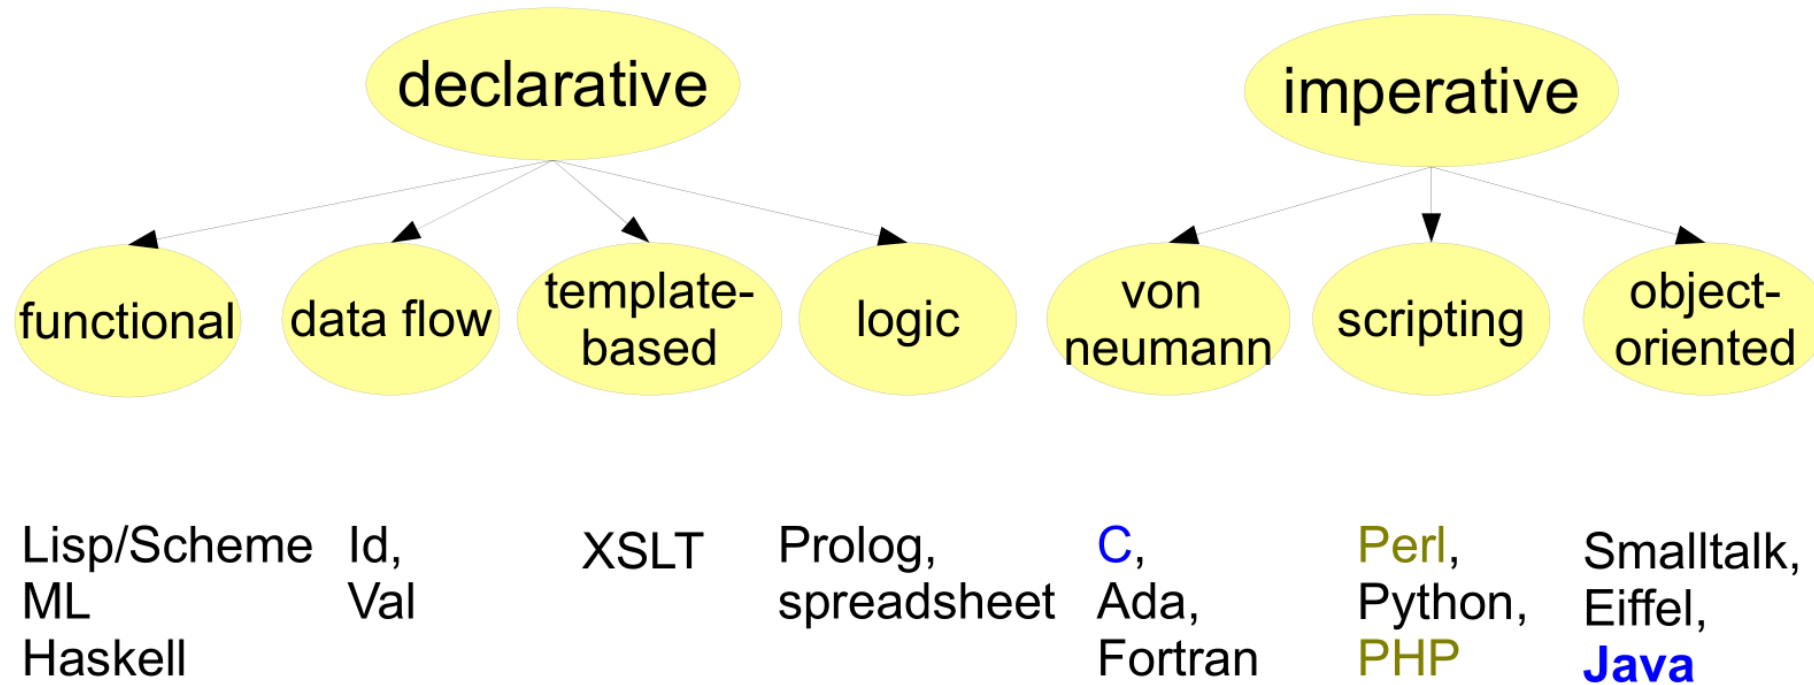 declarative
imperative
functional
data flow
template-
based
logic
von
neumann
scripting
object-
oriented
Lisp/Scheme
ML
Haskell
Id,
Val
XSLT
Prolog,
spreadsheet
C,
Ada,
Fortran
Perl,
Python,
PHP
Smalltalk,
Eiffel,
Java